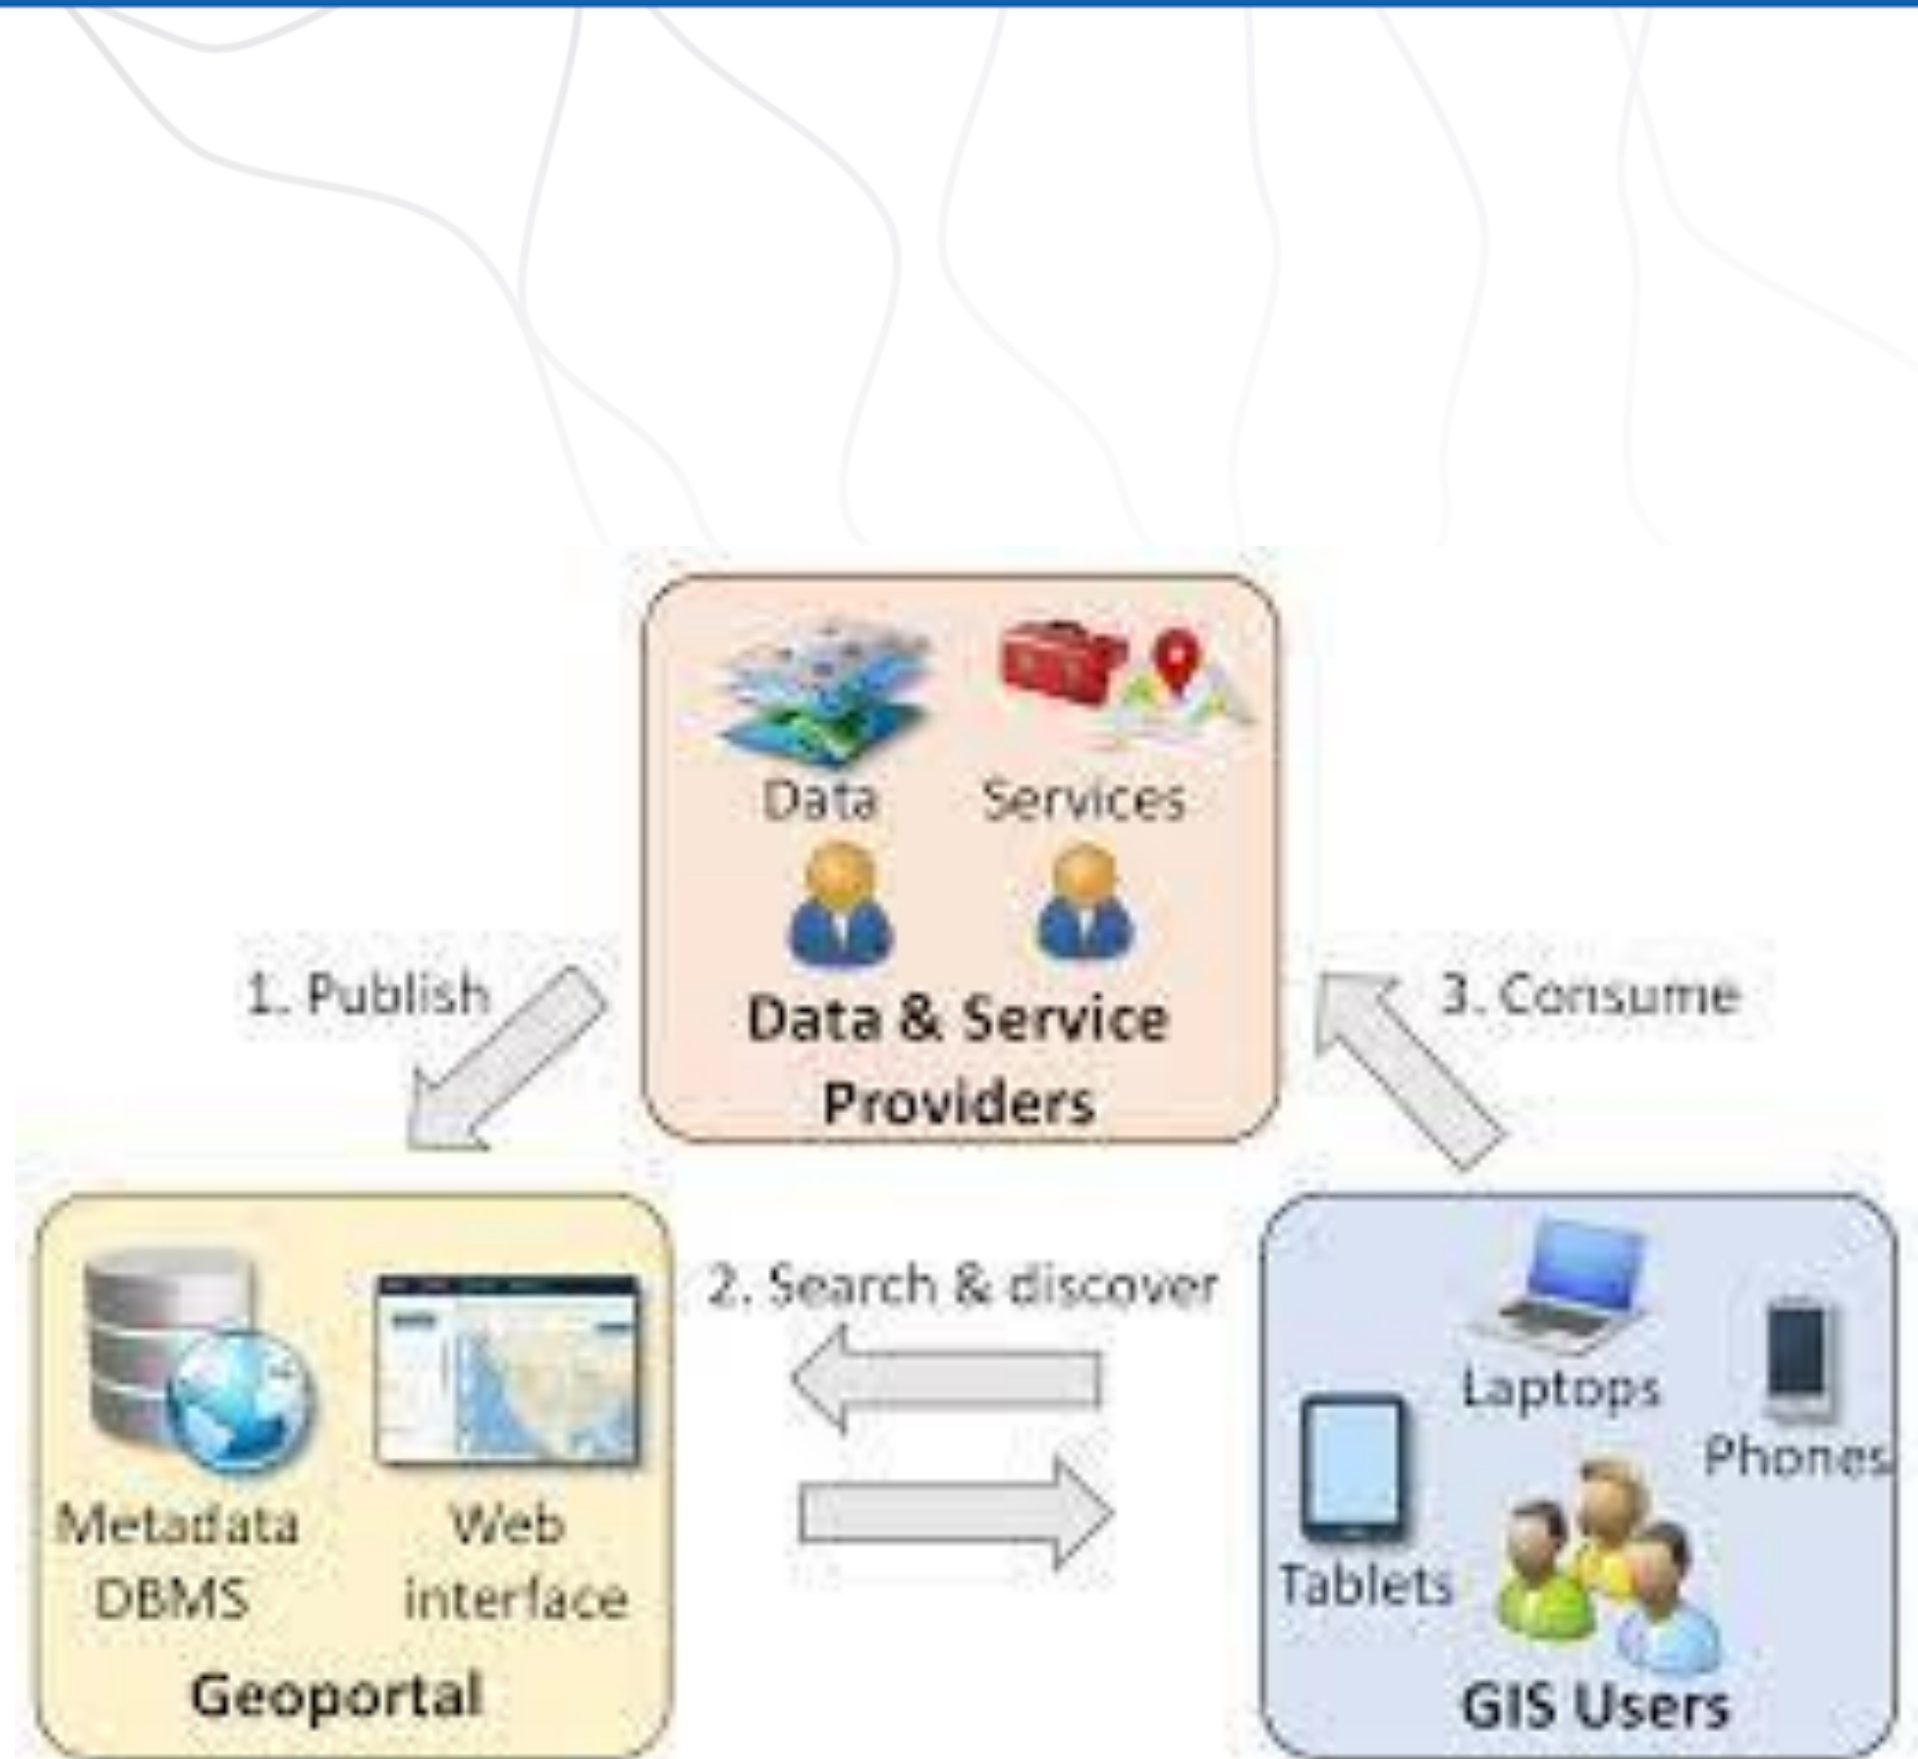 Data Services
Data & Service
Providers
1. Publish
3. Consume
2. Search & discover
Metadata
DBMS
Web
interface
Geoportal
Laptops
Phones
Tablets
GIS Users